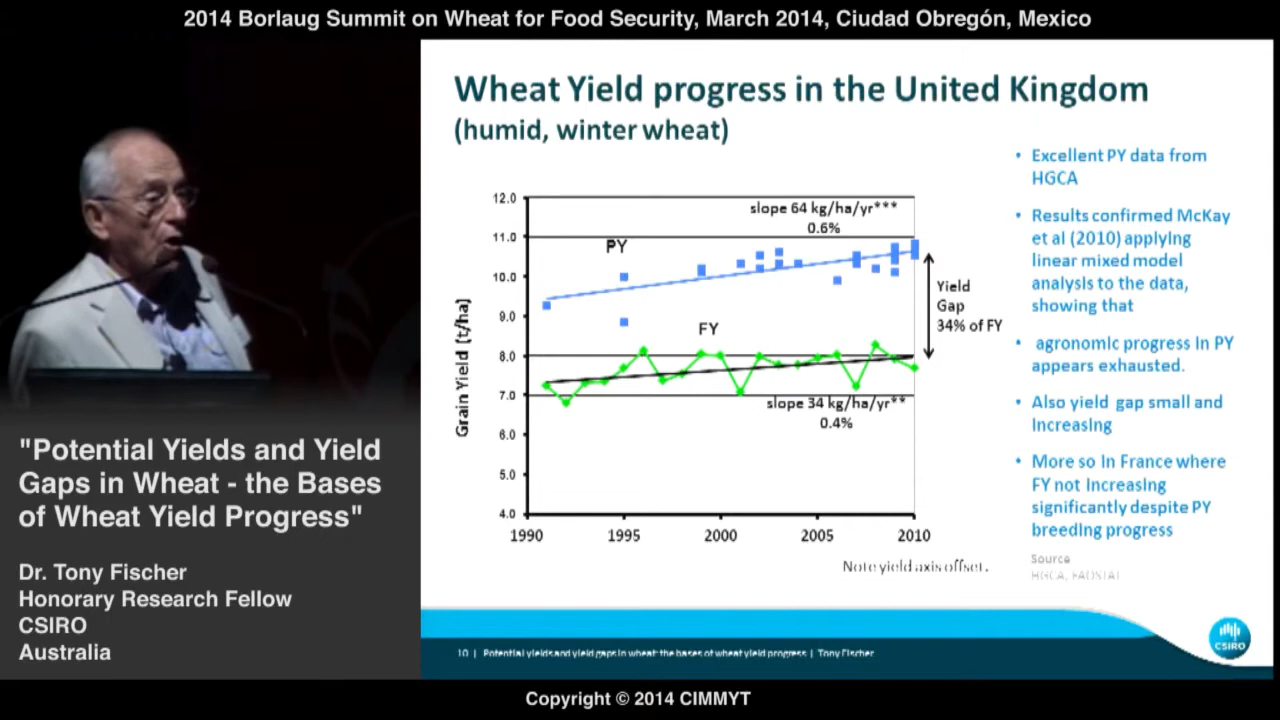 2014 Borlaug Summit on Wheat for Food Security, March 2014, Ciudad Obregón, Mexico
Wheat Yield progress in the United Kingdom
(humid, winter wheat)
12.0
11.0
10.0
9.0
8.0
7.0
6.0
5.0
4.0
Grain Yield (t/ha)
1990
1995
2000
2005
2010
slope 64 kg/ha/yr***
0.6%
PY
FY
Yield
Gap
34% of FY
slope 34 kg/ha/yr**
0.4%
Note yield axis offset.
• Excellent PY data from
HGCA
• Results confirmed McKay
et al (2010) applying
linear mixed model
analysis to the data,
showing that
• agronomic progress in PY
appears exhausted.
• Also yield gap small and
increasing
• More so in France where
FY not increasing
significantly despite PY
breeding progress
Source
HGCA, FAOSTAT
10 | Potential yields and yield gaps in wheat: the bases of wheat yield progress | Tony Fischer
CSIRO
"Potential Yields and Yield
Gaps in Wheat - the Bases
of Wheat Yield Progress"
Dr. Tony Fischer
Honorary Research Fellow
CSIRO
Australia
Copyright © 2014 CIMMYT